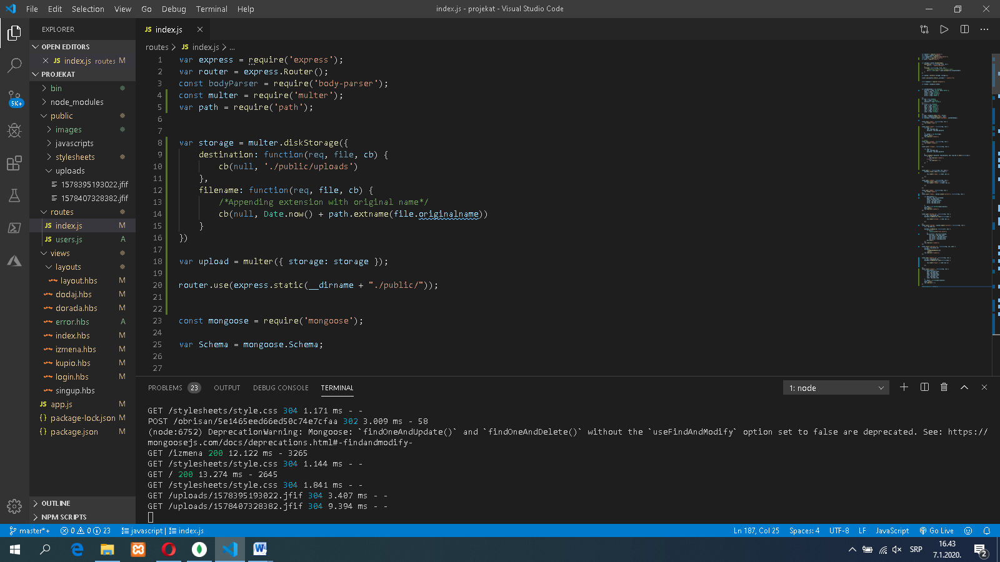 File Edit Selection View Go Debug Terminal Help
index.js - projekat - Visual Studio Code
EXPLORER
OPEN EDITORS
JS index.js routes M
PROJEKAT
bin
node_modules
public
images
javascripts
stylesheets
uploads
1578395193022.jfif
1578407328382.jfif
routes
JS index.js M
JS users.js A
views
layouts
layout.hbs M
dodaj.hbs M
dorada.hbs M
error.hbs A
index.hbs M
izmena.hbs M
kupio.hbs M
login.hbs M
singup.hbs
JS app.js M
{} package-lock.json M
{} package.json M
OUTLINE
NPM SCRIPTS
5K+
JS index.js
routes > JS index.js > ...
1 var express = require('express');
2 var router = express.Router();
3 const bodyParser = require('body-parser');
4 const multer = require('multer');
5 var path = require('path');
6
7
8 var storage = multer.diskStorage({
9 destination: function(req, file, cb) {
10 cb(null, './public/uploads')
11 },
12 filename: function(req, file, cb) {
13 /*Appending extension with original name*/
14 cb(null, Date.now() + path.extname(file.originalname))
15 }
16 })
17
18 var upload = multer({ storage: storage });
19
20 router.use(express.static(__dirname + "./public/"));
21
22
23 const mongoose = require('mongoose');
24
25 var Schema = mongoose.Schema;
26
27
PROBLEMS 23 OUTPUT DEBUG CONSOLE TERMINAL
1: node
GET /stylesheets/style.css 304 1.171 ms - -
POST /obrisan/5e1465eed66ed50c74e7cfaa 302 3.009 ms - 58
(node:6752) DeprecationWarning: Mongoose: `findOneAndUpdate()` and `findOneAndDelete()` without the `useFindAndModify` option set to false are deprecated. See: https://
mongoosejs.com/docs/deprecations.html#-findandmodify-
GET /izmena 200 12.122 ms - 3265
GET /stylesheets/style.css 304 1.144 ms - -
GET / 200 13.274 ms - 2645
GET /stylesheets/style.css 304 1.841 ms - -
GET /uploads/1578395193022.jfif 304 3.407 ms - -
GET /uploads/1578407328382.jfif 304 9.394 ms - -
master*+ 0 0 23 javascript | index.js
Ln 187, Col 25 Spaces: 4 UTF-8 LF JavaScript Go Live
SRP
16.43
7.1.2020.
2